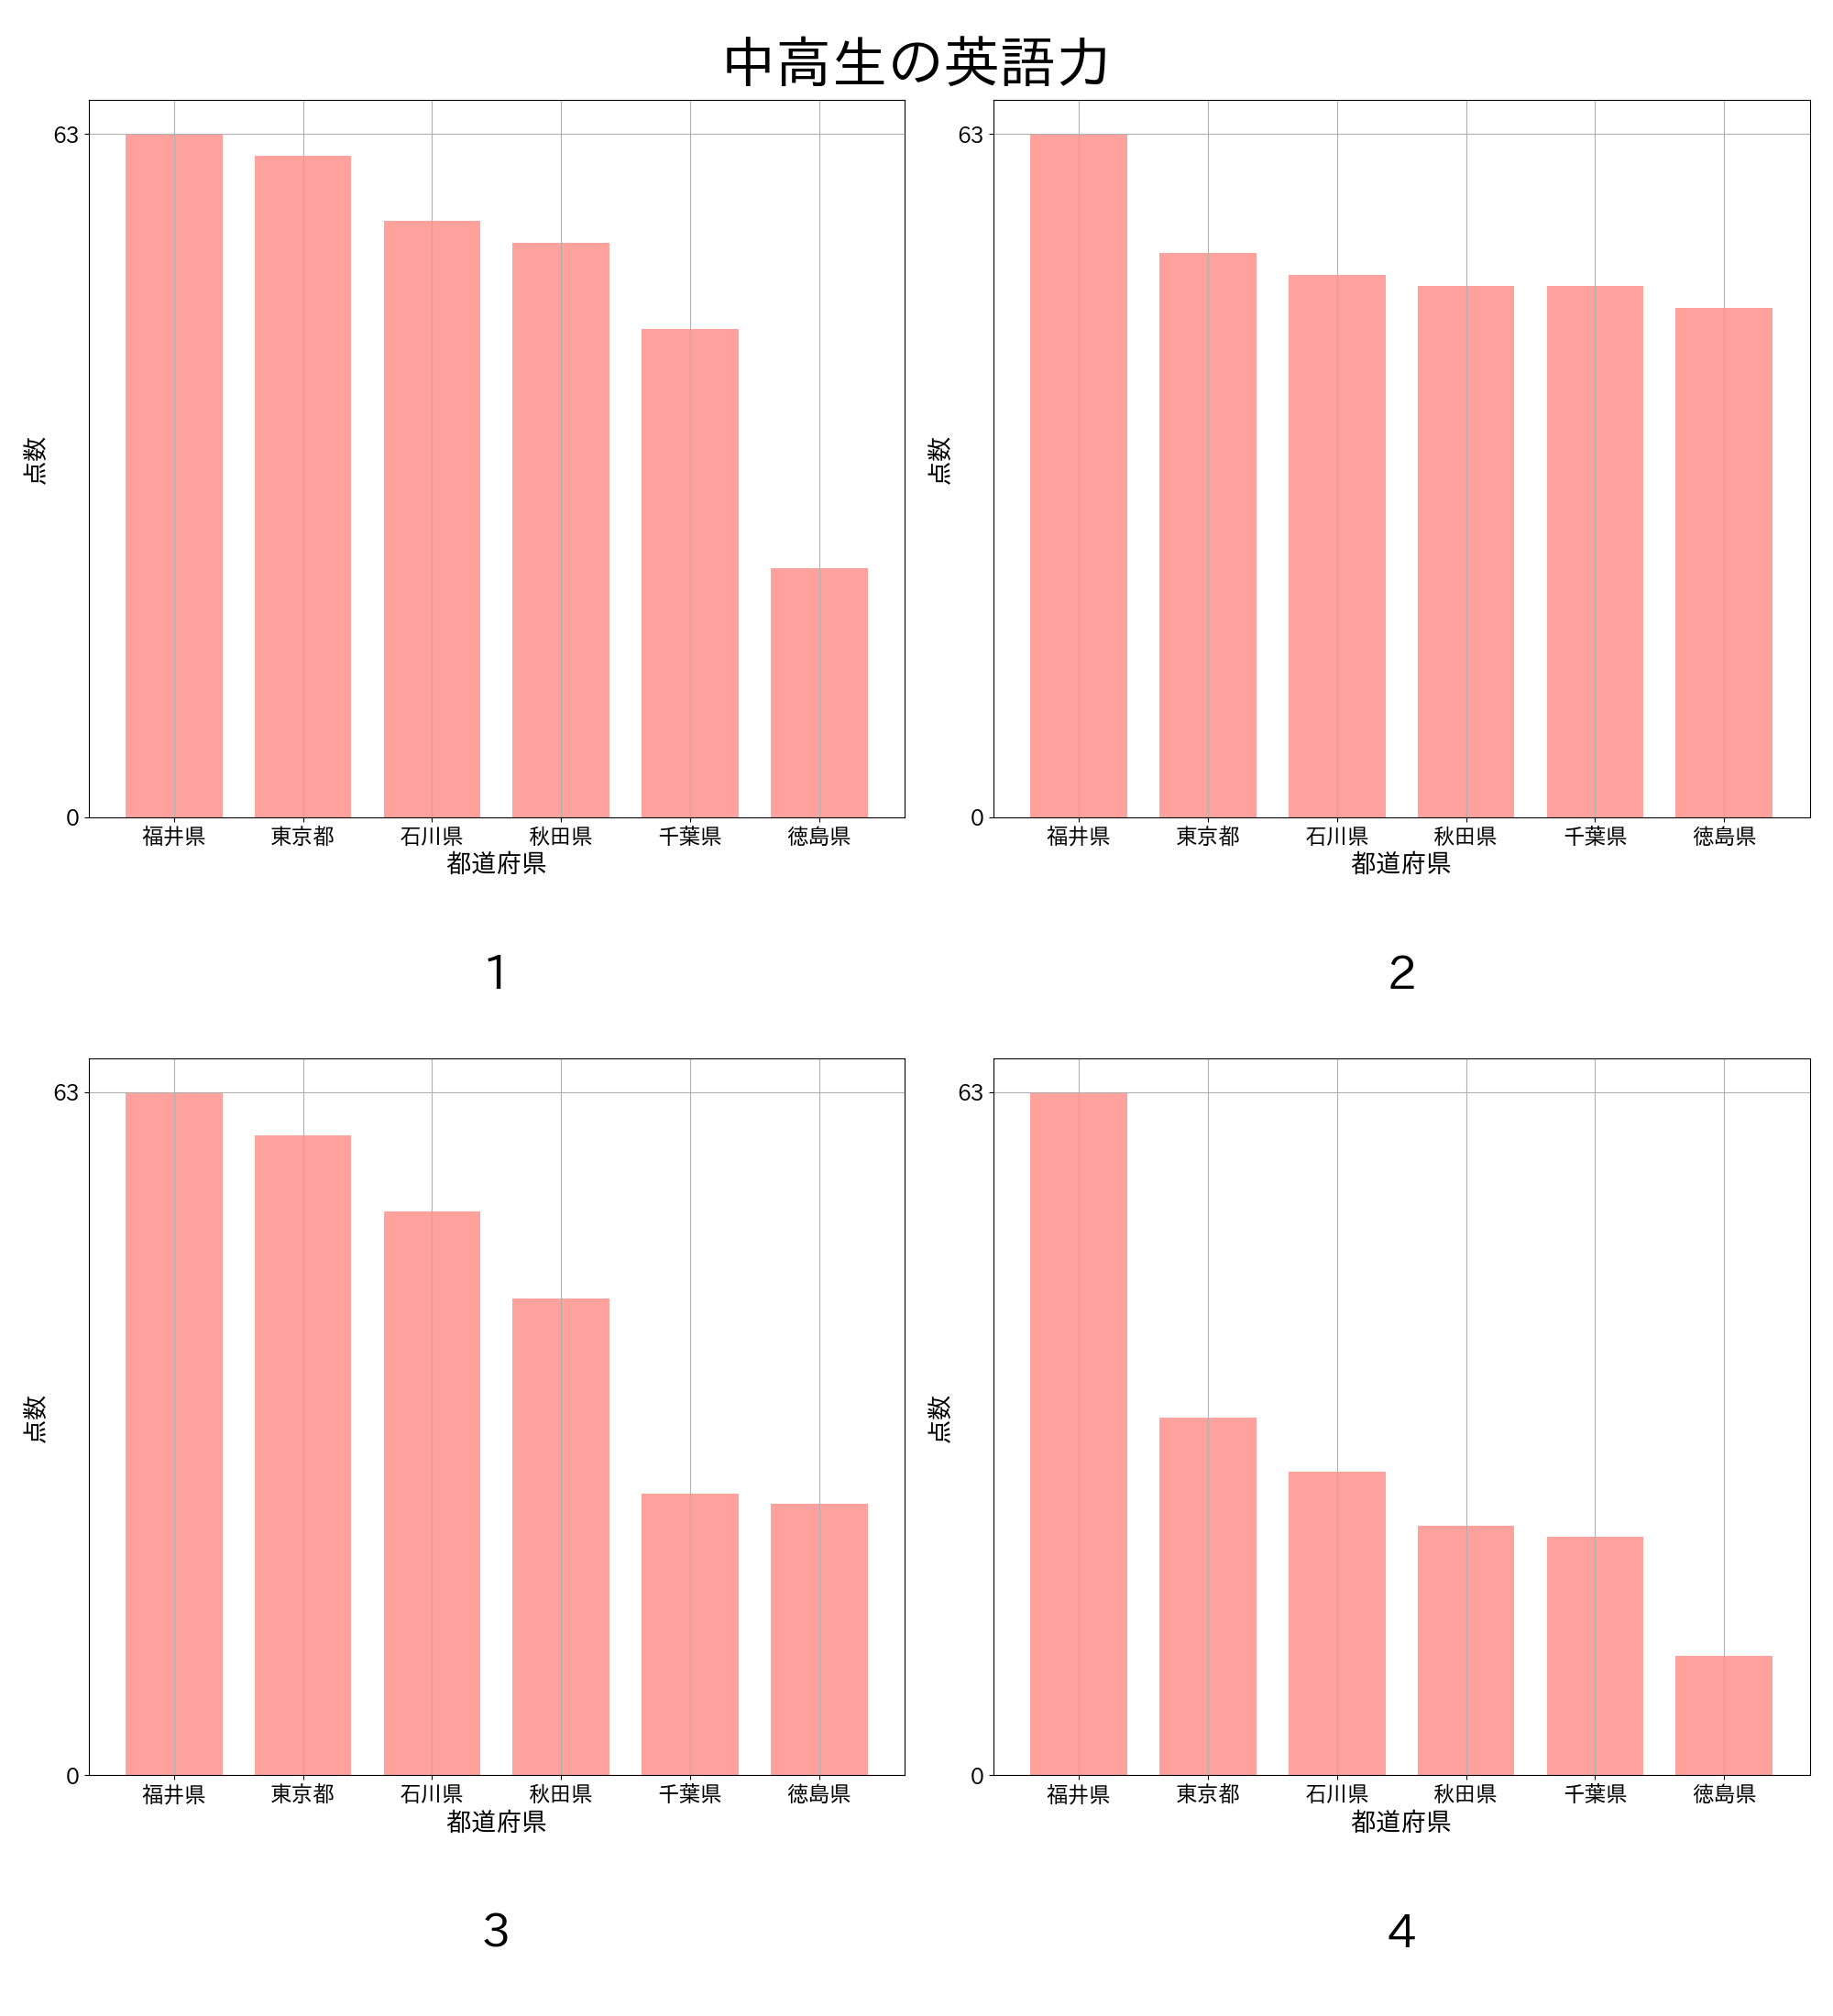 中高生の英語力
63
点数
0
福井県 東京都 石川県 秋田県 千葉県 徳島県
都道府県
1
63
点数
0
福井県 東京都 石川県 秋田県 千葉県 徳島県
都道府県
2
63
点数
0
福井県 東京都 石川県 秋田県 千葉県 徳島県
都道府県
3
63
点数
0
福井県 東京都 石川県 秋田県 千葉県 徳島県
都道府県
4